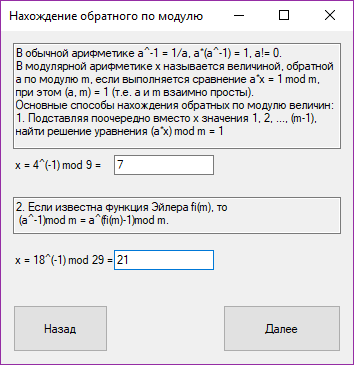 Нахождение обратного по модулю
В обычной арифметике a^-1 = 1/a, a*(a^-1) = 1, a!= 0.
В модулярной арифметике x называется величиной, обратной
a по модулю m, если выполняется сравнение a*x = 1 mod m,
при этом (a, m) = 1 (т.е. a и m взаимно просты).
Основные способы нахождения обратных по модулю величин:
1. Подставляя поочередно вместо x значения 1, 2, ..., (m-1),
найти решение уравнения (a*x) mod m = 1
x = 4^(-1) mod 9 = 7
2. Если известна функция Эйлера fi(m), то
(a^-1)mod m = a^(fi(m)-1)mod m.
x = 18^(-1) mod 29 = 21
Назад Далее